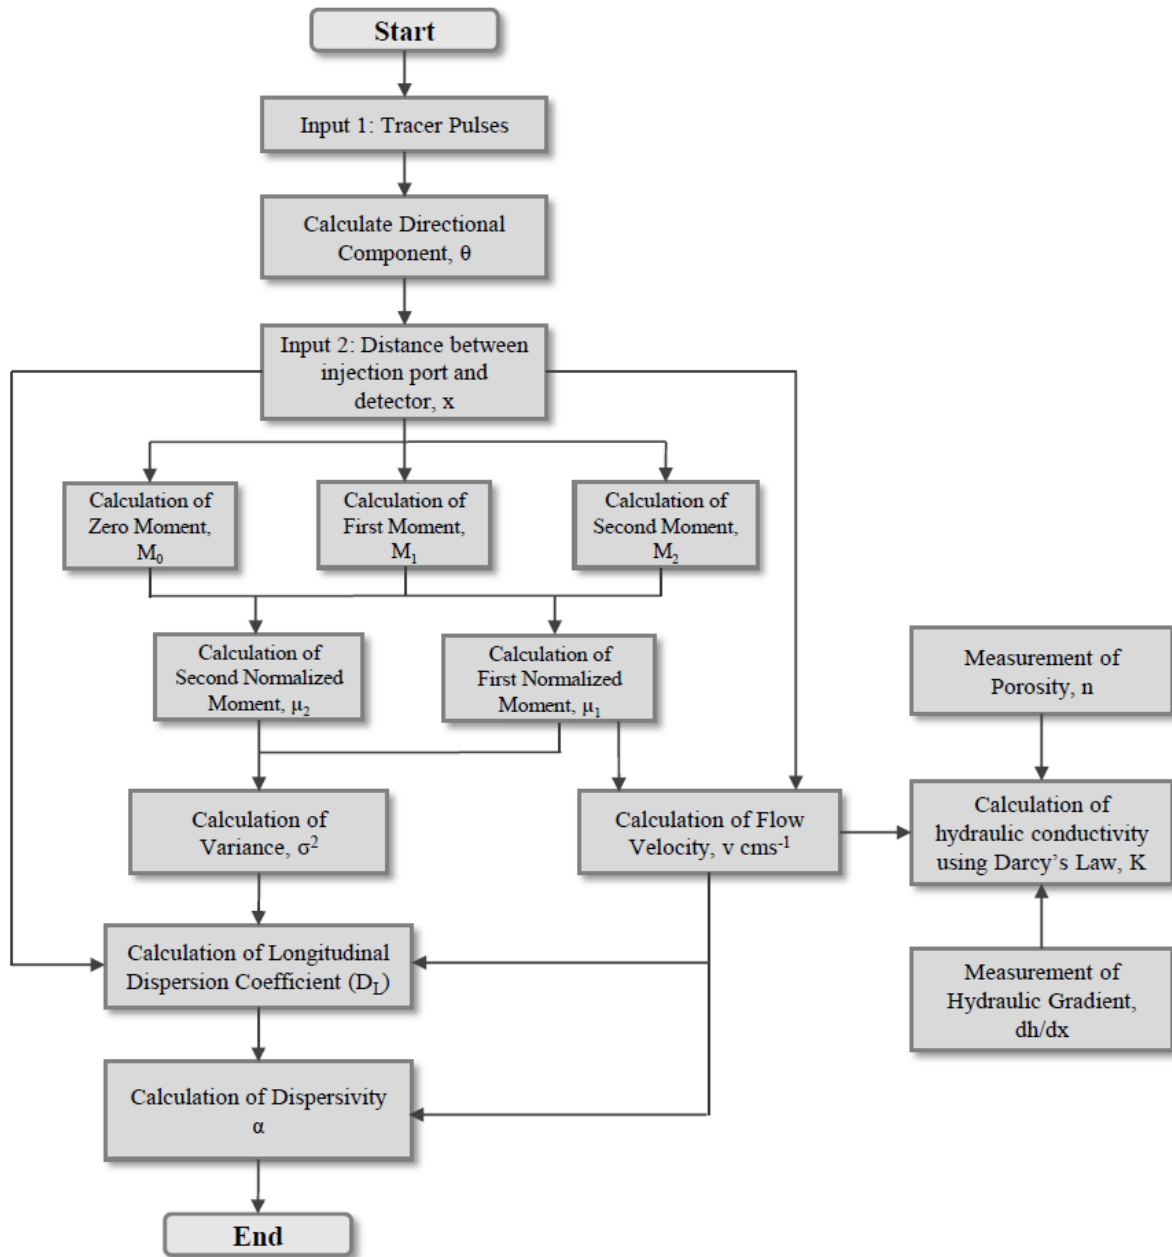 Start
Input 1: Tracer Pulses
Calculate Directional
Component, θ
Input 2: Distance between
injection port and
detector, x
Calculation of
Zero Moment,
M₀
Calculation of
First Moment,
M₁
Calculation of
Second Moment,
M₂
Calculation of
Second Normalized
Moment, μ₂
Calculation of
First Normalized
Moment, μ₁
Measurement of
Porosity, n
Calculation of
Variance, σ²
Calculation of Flow
Velocity, v cms⁻¹
Calculation of
hydraulic conductivity
using Darcy’s Law, K
Calculation of Longitudinal
Dispersion Coefficient (D_L)
Measurement of
Hydraulic Gradient,
dh/dx
Calculation of Dispersivity
α
End